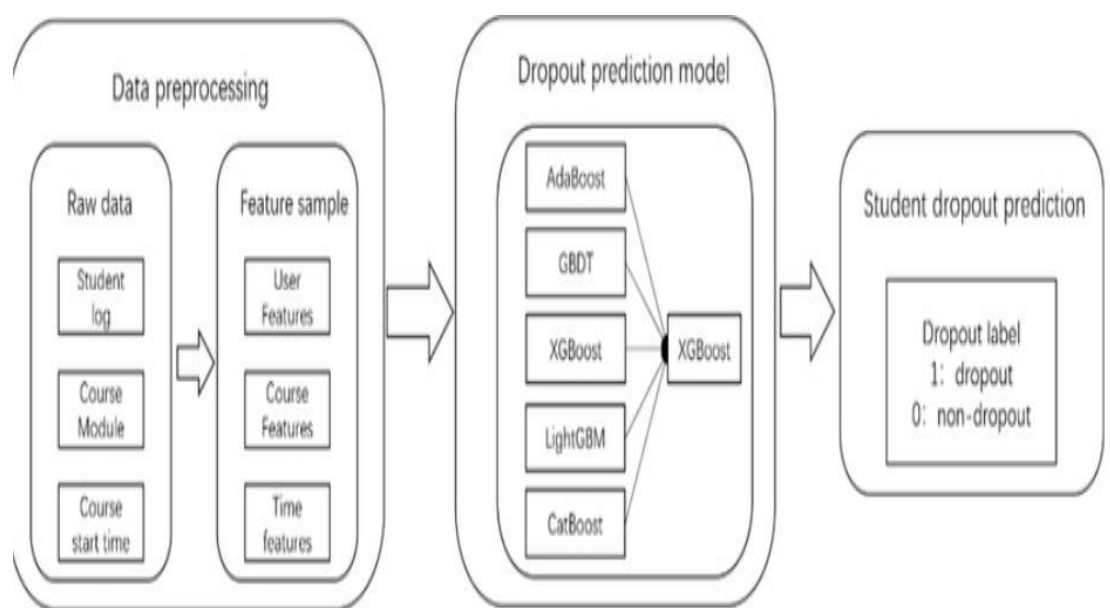 Data preprocessing
Raw data
Student
log
Course
Module
Course
start time
Feature sample
User
Features
Course
Features
Time
features
Dropout prediction model
AdaBoost
GBDT
XGBoost
LightGBM
CatBoost
XGBoost
Student dropout prediction
Dropout label
1: dropout
0: non-dropout